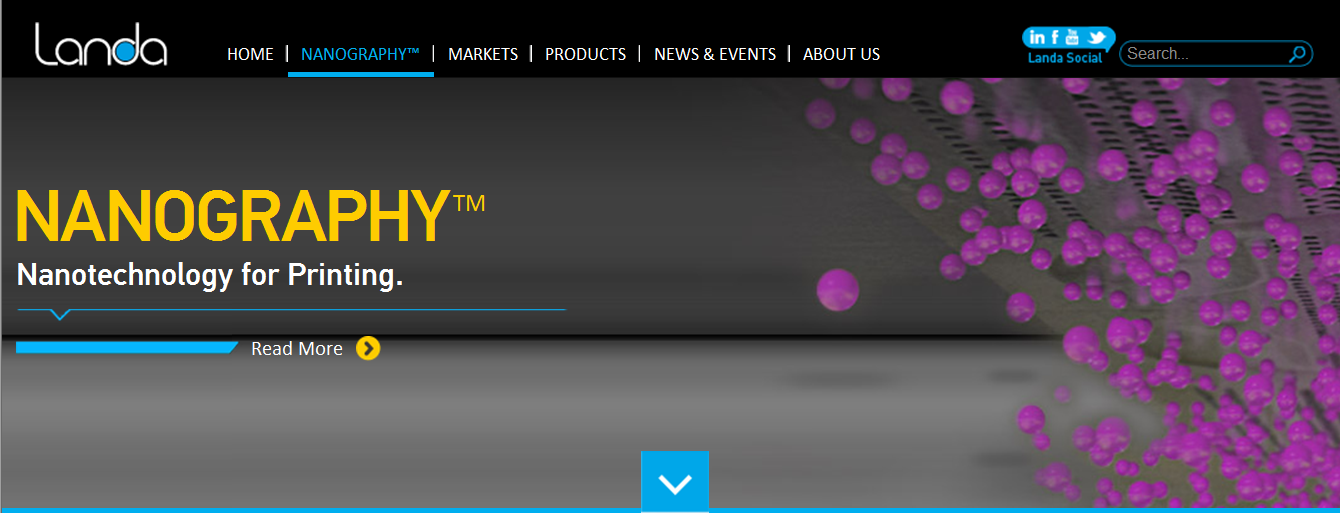 Landa
HOME | NANOGRAPHY™ | MARKETS | PRODUCTS | NEWS & EVENTS | ABOUT US
in f You Tube
Landa Social
Search...
NANOGRAPHY™
Nanotechnology for Printing.
Read More